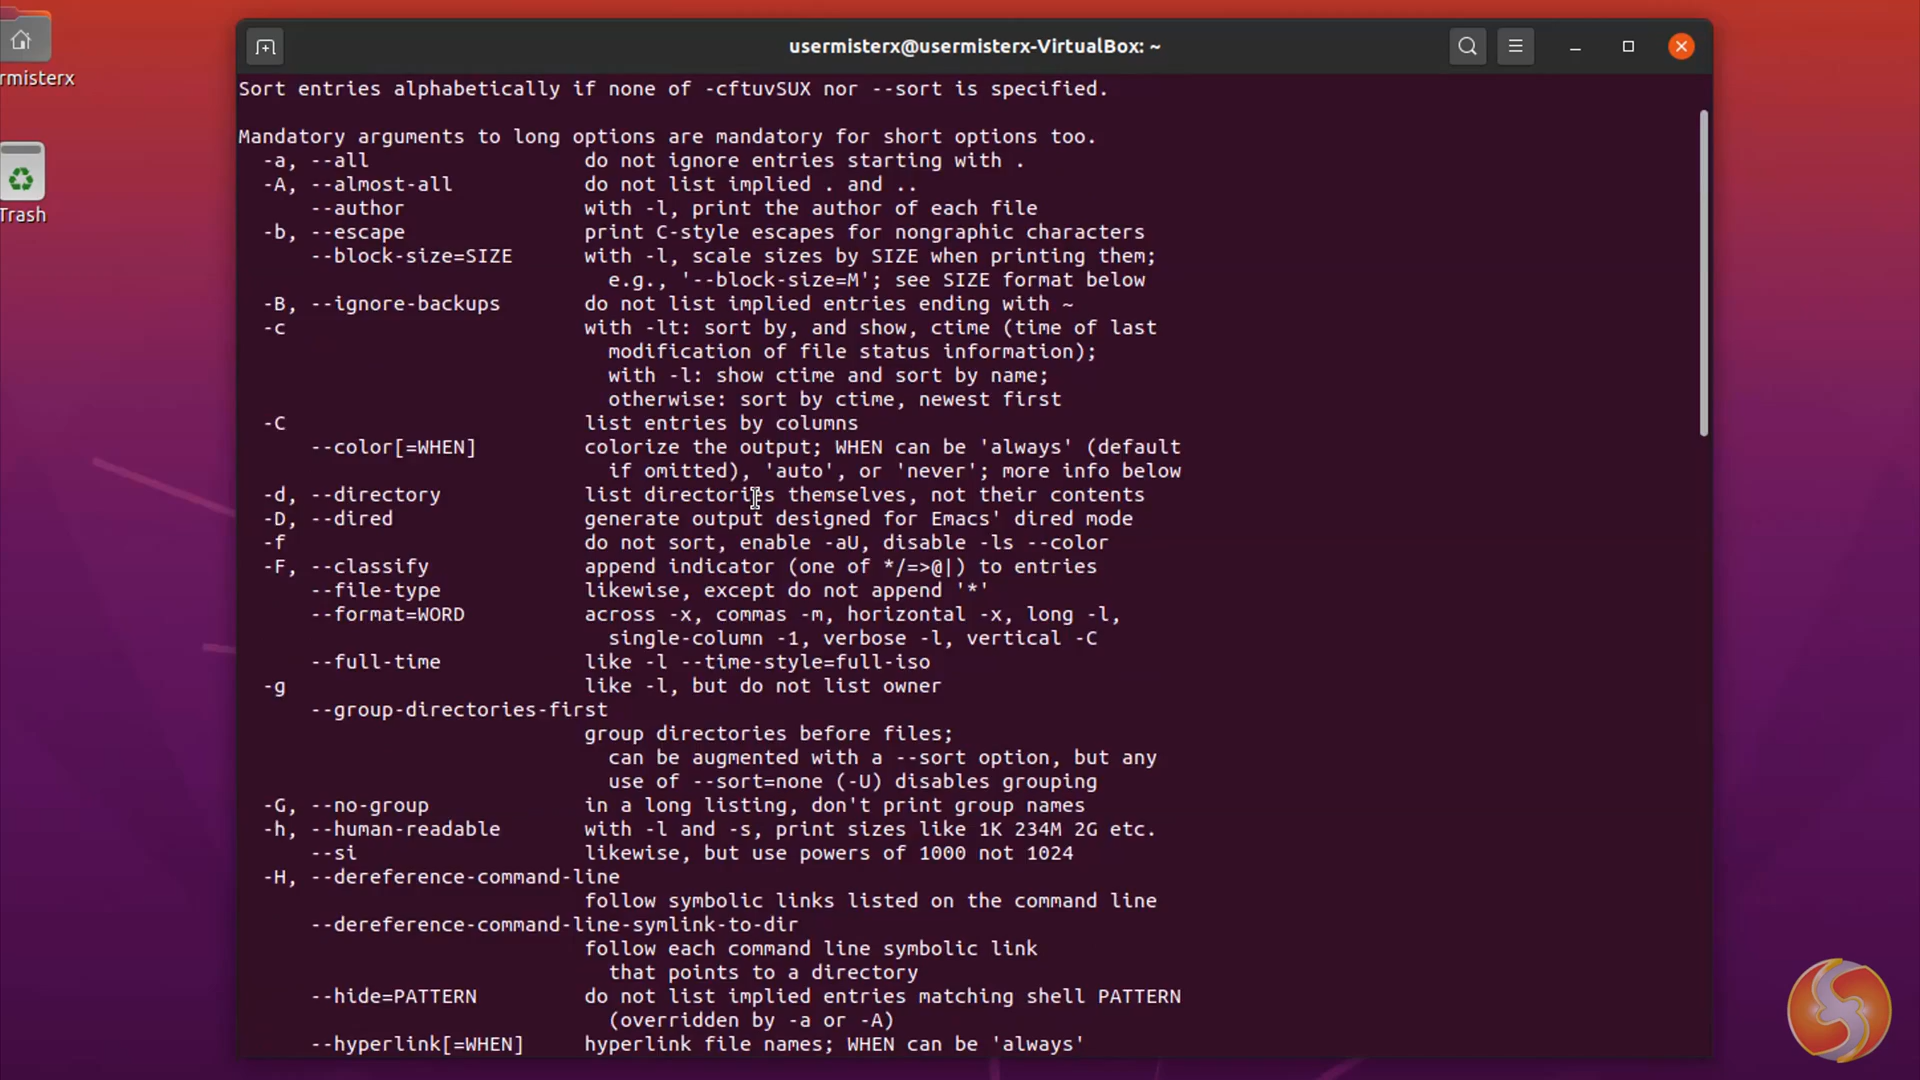 usermisterx@usermisterx-VirtualBox: ~
rmisterx
Trash
Sort entries alphabetically if none of -cftuvSUX nor --sort is specified.
Mandatory arguments to long options are mandatory for short options too.
-a, --all do not ignore entries starting with .
-A, --almost-all do not list implied . and ..
--author with -l, print the author of each file
-b, --escape print C-style escapes for nongraphic characters
--block-size=SIZE with -l, scale sizes by SIZE when printing them;
e.g., '--block-size=M'; see SIZE format below
-B, --ignore-backups do not list implied entries ending with ~
-c with -lt: sort by, and show, ctime (time of last
modification of file status information);
with -l: show ctime and sort by name;
otherwise: sort by ctime, newest first
-C list entries by columns
--color[=WHEN] colorize the output; WHEN can be 'always' (default
if omitted), 'auto', or 'never'; more info below
-d, --directory list directories themselves, not their contents
-D, --dired generate output designed for Emacs' dired mode
-f do not sort, enable -aU, disable -ls --color
-F, --classify append indicator (one of */=>@|) to entries
--file-type likewise, except do not append '*'
--format=WORD across -x, commas -m, horizontal -x, long -l,
single-column -1, verbose -l, vertical -C
--full-time like -l --time-style=full-iso
-g like -l, but do not list owner
--group-directories-first
group directories before files;
can be augmented with a --sort option, but any
use of --sort=none (-U) disables grouping
-G, --no-group in a long listing, don't print group names
-h, --human-readable with -l and -s, print sizes like 1K 234M 2G etc.
--si likewise, but use powers of 1000 not 1024
-H, --dereference-command-line
follow symbolic links listed on the command line
--dereference-command-line-symlink-to-dir
follow each command line symbolic link
that points to a directory
--hide=PATTERN do not list implied entries matching shell PATTERN
(overridden by -a or -A)
--hyperlink[=WHEN] hyperlink file names; WHEN can be 'always'